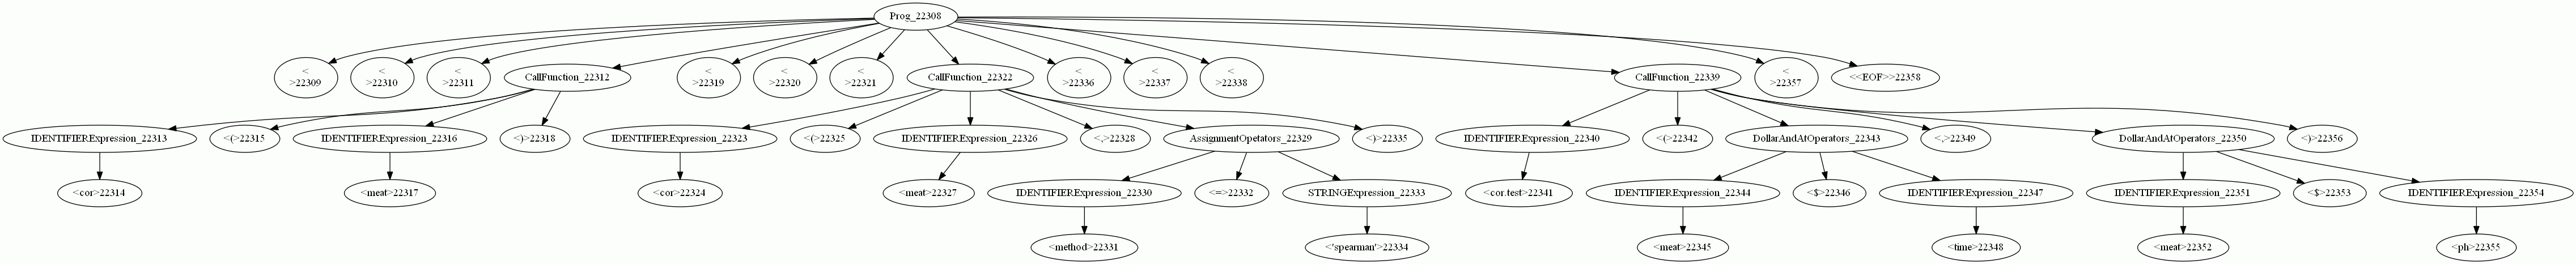 Prog_22308
<
>22309
<
>22310
<
>22311
CallFunction_22312
<
>22319
<
>22320
<
>22321
CallFunction_22322
<
>22336
<
>22337
<
>22338
CallFunction_22339
<
>22357
<<EOF>>22358
IDENTIFIERExpression_22313
<(>22315
IDENTIFIERExpression_22316
<)>22318
IDENTIFIERExpression_22323
<(>22325
IDENTIFIERExpression_22326
<,>22328
AssignmentOpetators_22329
<)>22335
IDENTIFIERExpression_22340
<(>22342
DollarAndAtOperators_22343
<,>22349
DollarAndAtOperators_22350
<)>22356
<cor>22314
<meat>22317
<cor>22324
<meat>22327
IDENTIFIERExpression_22330
<=>22332
STRINGExpression_22333
<cor.test>22341
IDENTIFIERExpression_22344
<$>22346
IDENTIFIERExpression_22347
IDENTIFIERExpression_22351
<$>22353
IDENTIFIERExpression_22354
<method>22331
<'spearman'>22334
<meat>22345
<time>22348
<meat>22352
<ph>22355